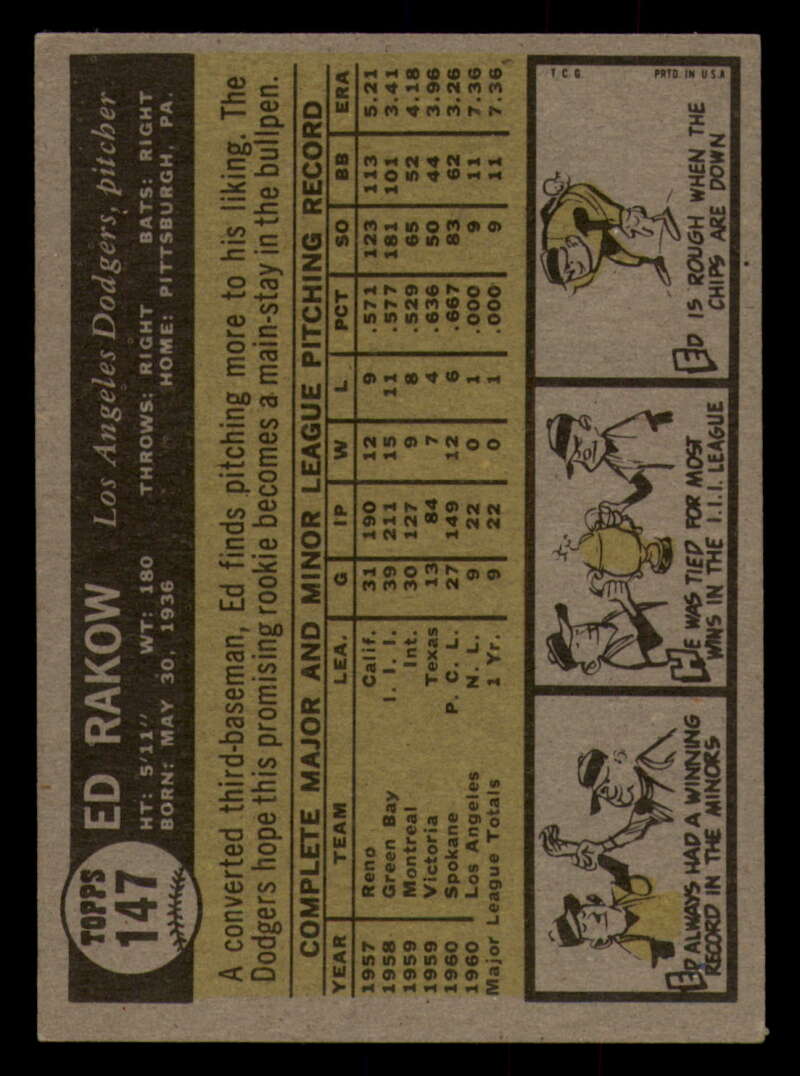 TOPPS
147
ED RAKOW Los Angeles Dodgers, pitcher
HT: 5'11" WT: 180 THROWS: RIGHT BATS: RIGHT
BORN: MAY 30, 1936 HOME: PITTSBURGH, PA.
A converted third-baseman, Ed finds pitching more to his liking. The
Dodgers hope this promising rookie becomes a main-stay in the bullpen.
COMPLETE MAJOR AND MINOR LEAGUE PITCHING RECORD
YEAR TEAM LEA. G IP W L PCT SO BB ERA
1957 Reno Calif. 31 190 12 9 .571 123 113 5.21
1958 Green Bay I. I. I. 39 211 15 11 .577 181 101 3.41
1959 Montreal Int. 30 127 9 8 .529 65 52 4.18
1959 Victoria Texas 13 84 7 4 .636 50 44 3.96
1960 Spokane P. C. L. 27 149 12 6 .667 83 62 3.26
1960 Los Angeles N. L. 9 22 0 1 .000 9 11 7.36
Major League Totals 1 Yr. 9 22 0 1 .000 9 11 7.36
ED ALWAYS HAD A WINNING
RECORD IN THE MINORS
HE WAS TIED FOR MOST
WINS IN THE I.I.I. LEAGUE
T. C. G. PRTD. IN U.S.A.
ED IS ROUGH WHEN THE
CHIPS ARE DOWN